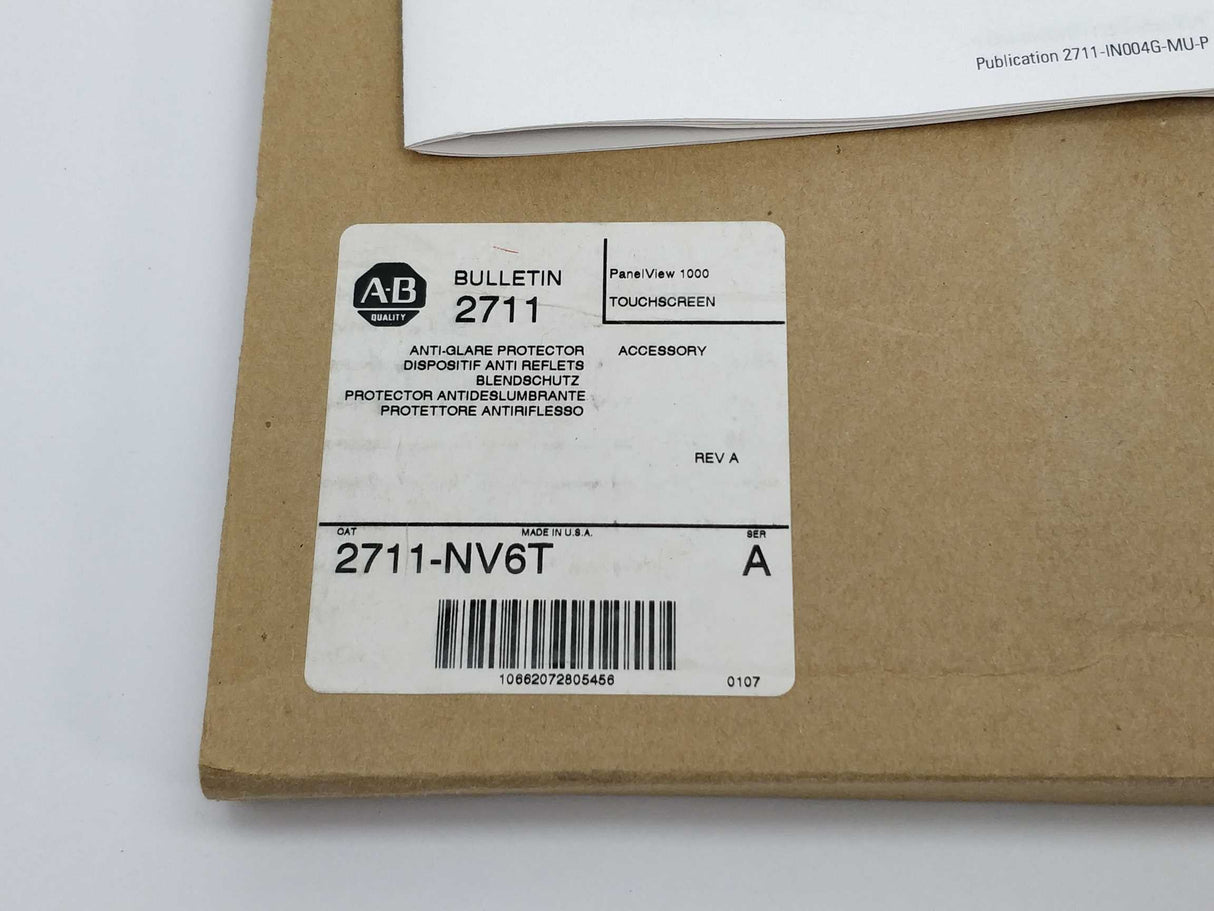 Publication 2711-IN004G-MU-P
A-B
QUALITY
BULLETIN
2711
PanelView 1000
TOUCHSCREEN
ANTI-GLARE PROTECTOR
DISPOSITIF ANTI REFLETS
BLENDSCHUTZ
PROTECTOR ANTIDESLUMBRANTE
PROTETTORE ANTIRIFLESSO
ACCESSORY
REV A
CAT
MADE IN U.S.A.
SER
2711-NV6T
A
10662072805456
0107